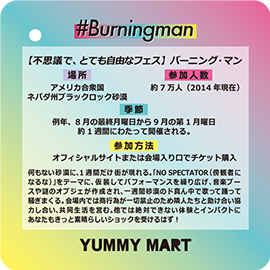 #Burningman
【不思議で、とても自由なフェス】バーニング・マン
場所
アメリカ合衆国
ネバダ州ブラックロック砂漠
参加人数
約7万人(2014年現在)
季節
例年、8月の最終月曜日から9月の第1月曜日
約1週間にわたって開催される。
参加方法
オフィシャルサイトまたは会場入り口でチケット購入
何もない砂漠に、1週間だけ街が現れる。「NO SPECTATOR(傍観者に
なるな)」をテーマに、仮装してパフォーマンスを繰り広げ、音楽ブー
スや謎のオブジェが作成され、一週間砂漠のド真ん中で歌って踊って
騒ぎまくる。会場内では商行為が一切禁止のため隣人たちと助け合い協
力し合い、共同生活を営む。他では絶対できない体験とインパクトに
あなたもきっと素晴らしいショックを受けるはず!
YUMMY MART